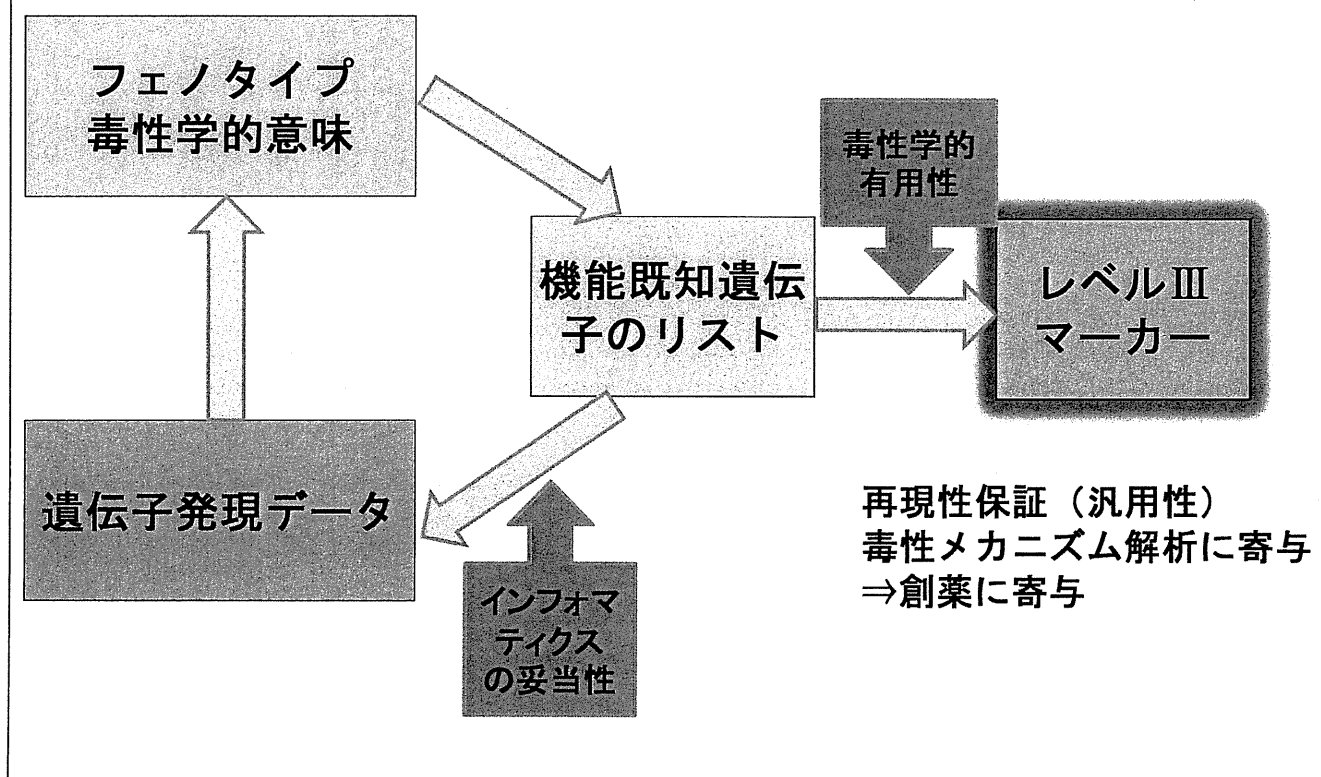 フェノタイプ
毒性学的意味
毒性学的
有用性
機能既知遺伝
子のリスト
レベルⅢ
マーカー
遺伝子発現データ
インフォマ
ティクス
の妥当性
再現性保証（汎用性）
毒性メカニズム解析に寄与
⇒創薬に寄与